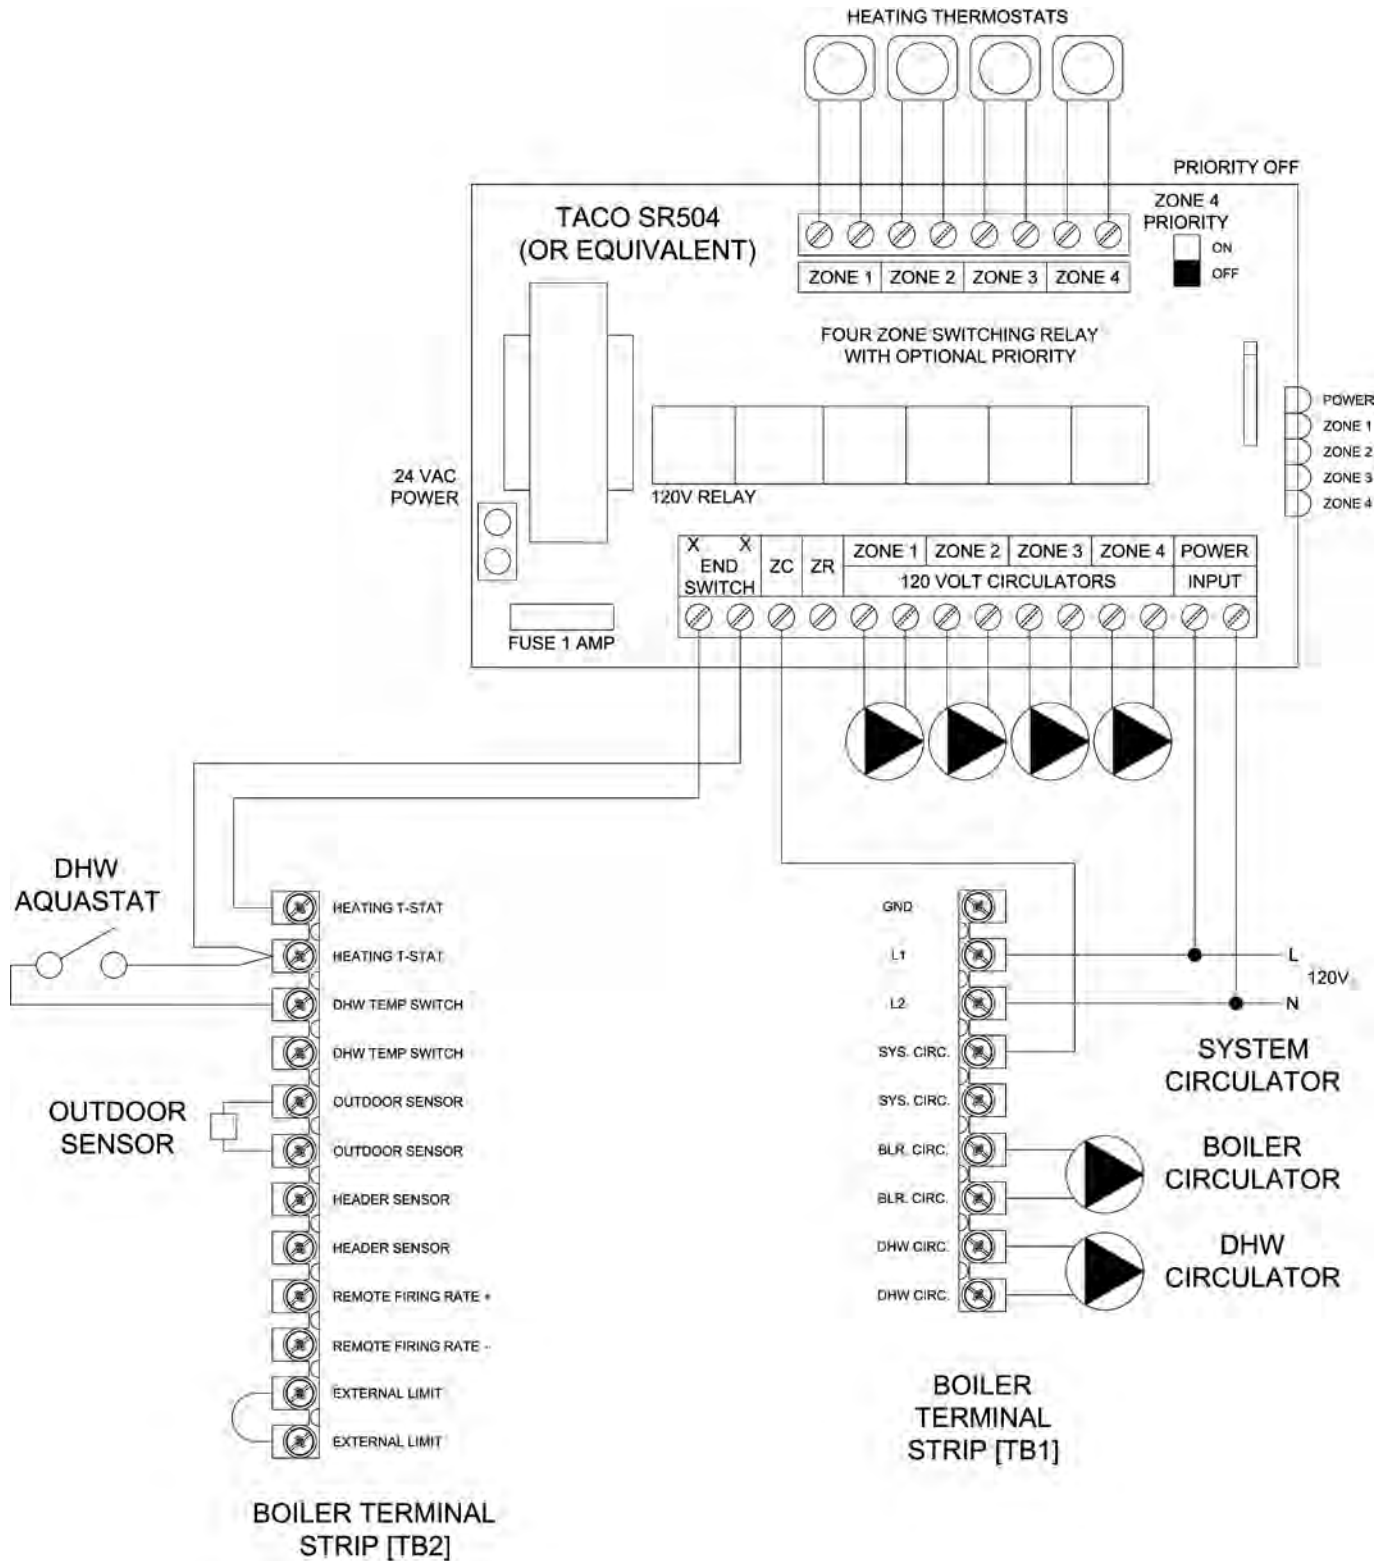 HEATING THERMOSTATS
PRIORITY OFF
TACO SR504
(OR EQUIVALENT)
ZONE 4
PRIORITY
ON
OFF
ZONE 1 ZONE 2 ZONE 3 ZONE 4
FOUR ZONE SWITCHING RELAY
WITH OPTIONAL PRIORITY
POWER
ZONE 1
ZONE 2
ZONE 3
ZONE 4
24 VAC
POWER
120V RELAY
FUSE 1 AMP
X X
END
SWITCH
ZC
ZR
ZONE 1 ZONE 2 ZONE 3 ZONE 4
120 VOLT CIRCULATORS
POWER
INPUT
DHW
AQUASTAT
OUTDOOR
SENSOR
HEATING T-STAT
HEATING T-STAT
DHW TEMP SWITCH
DHW TEMP SWITCH
OUTDOOR SENSOR
OUTDOOR SENSOR
HEADER SENSOR
HEADER SENSOR
REMOTE FIRING RATE +
REMOTE FIRING RATE -
EXTERNAL LIMIT
EXTERNAL LIMIT
BOILER TERMINAL
STRIP [TB2]
GND
L1
L2
SYS. CIRC.
SYS. CIRC.
BLR. CIRC.
BLR. CIRC.
DHW CIRC.
DHW CIRC.
L
120V
N
SYSTEM
CIRCULATOR
BOILER
CIRCULATOR
DHW
CIRCULATOR
BOILER
TERMINAL
STRIP [TB1]